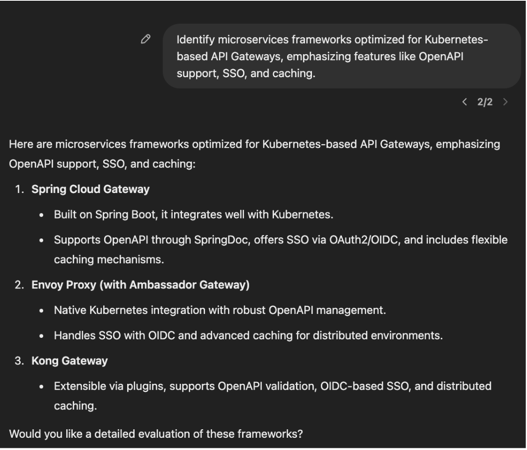 Identify microservices frameworks optimized for Kubernetes-
based API Gateways, emphasizing features like OpenAPI
support, SSO, and caching.
2/2
Here are microservices frameworks optimized for Kubernetes-based API Gateways, emphasizing
OpenAPI support, SSO, and caching:
1. Spring Cloud Gateway
• Built on Spring Boot, it integrates well with Kubernetes.
• Supports OpenAPI through SpringDoc, offers SSO via OAuth2/OIDC, and includes flexible
caching mechanisms.
2. Envoy Proxy (with Ambassador Gateway)
• Native Kubernetes integration with robust OpenAPI management.
• Handles SSO with OIDC and advanced caching for distributed environments.
3. Kong Gateway
• Extensible via plugins, supports OpenAPI validation, OIDC-based SSO, and distributed
caching.
Would you like a detailed evaluation of these frameworks?